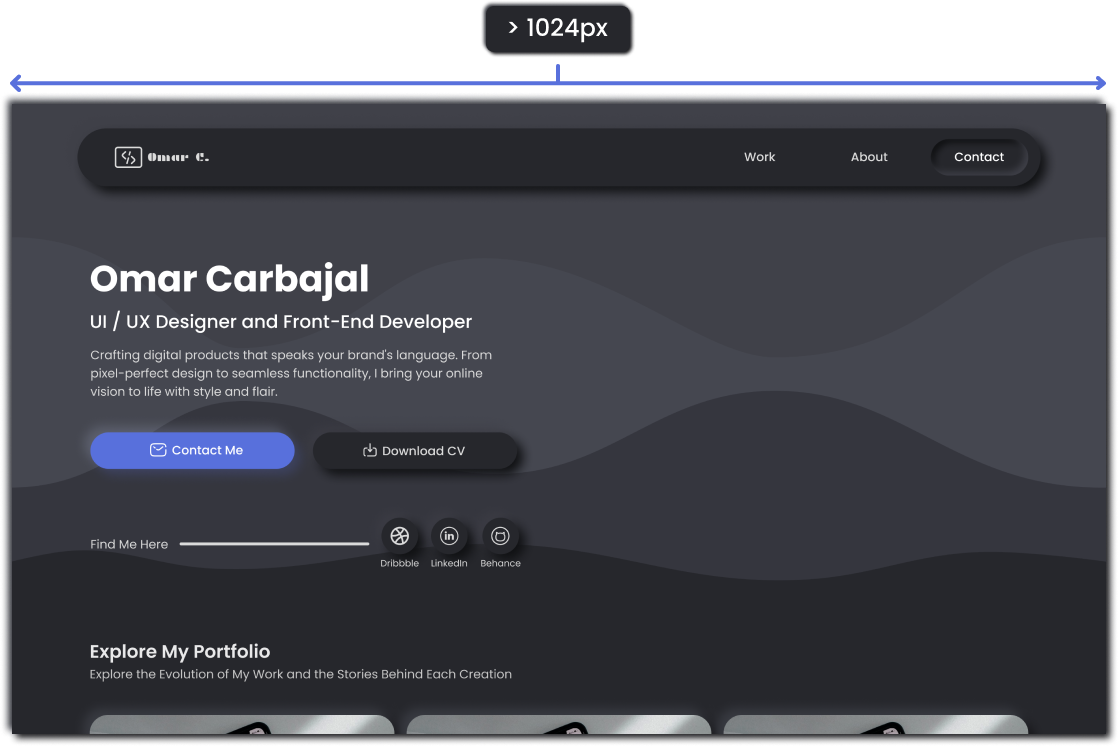 > 1024px
Omar C.
Work
About
Contact
Omar Carbajal
UI / UX Designer and Front-End Developer
Crafting digital products that speaks your brand's language. From
pixel-perfect design to seamless functionality, I bring your online
vision to life with style and flair.
Contact Me
Download CV
Find Me Here
in
Dribbble
LinkedIn
Behance
Explore My Portfolio
Explore the Evolution of My Work and the Stories Behind Each Creation